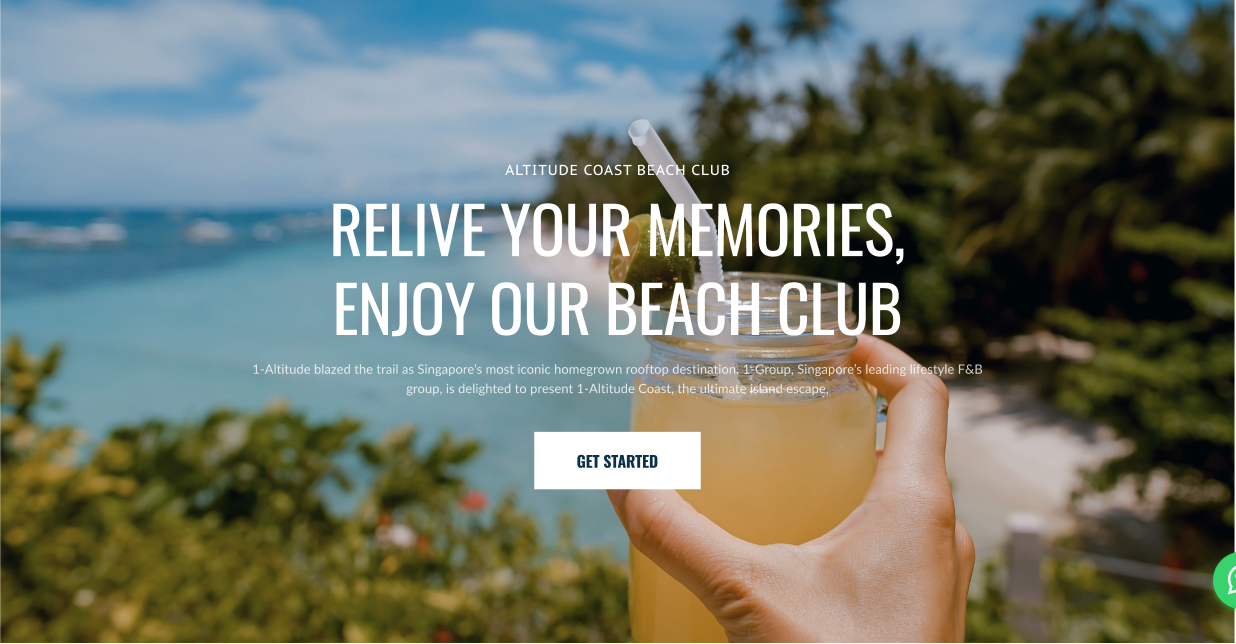 ALTITUDE COAST BEACH CLUB
RELIVE YOUR MEMORIES,
ENJOY OUR BEACH CLUB
1-Altitude blazed the trail as Singapore's most iconic homegrown rooftop destination. 1-Group, Singapore's leading lifestyle F&B
group, is delighted to present 1-Altitude Coast, the ultimate island escape.
GET STARTED